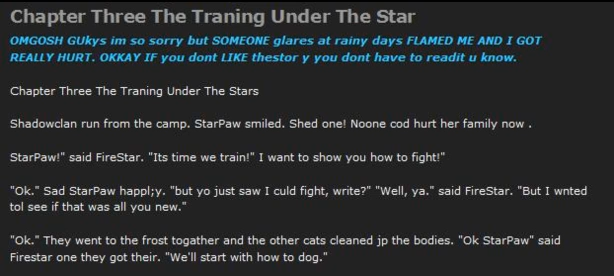 Chapter Three The Traning Under The Star
OMGOSH GUkys im so sorry but SOMEONE glares at rainy days FLAMED ME AND I GOT
REALLY HURT. OKKAY IF you dont LIKE thestor y you dont have to readit u know.
Chapter Three The Traning Under The Stars
Shadowclan run from the camp. StarPaw smiled. Shed one! Noone cod hurt her family now .
StarPaw!" said FireStar. "Its time we train!" I want to show you how to fight!"
"Ok." Sad StarPaw happl;y. "but yo just saw I culd fight, write?" "Well, ya." said FireStar. "But I wnted
tol see if that was all you new."
"Ok." They went to the frost togather and the other cats cleaned jp the bodies. "Ok StarPaw" said
Firestar one they got their. "We'll start with how to dog."